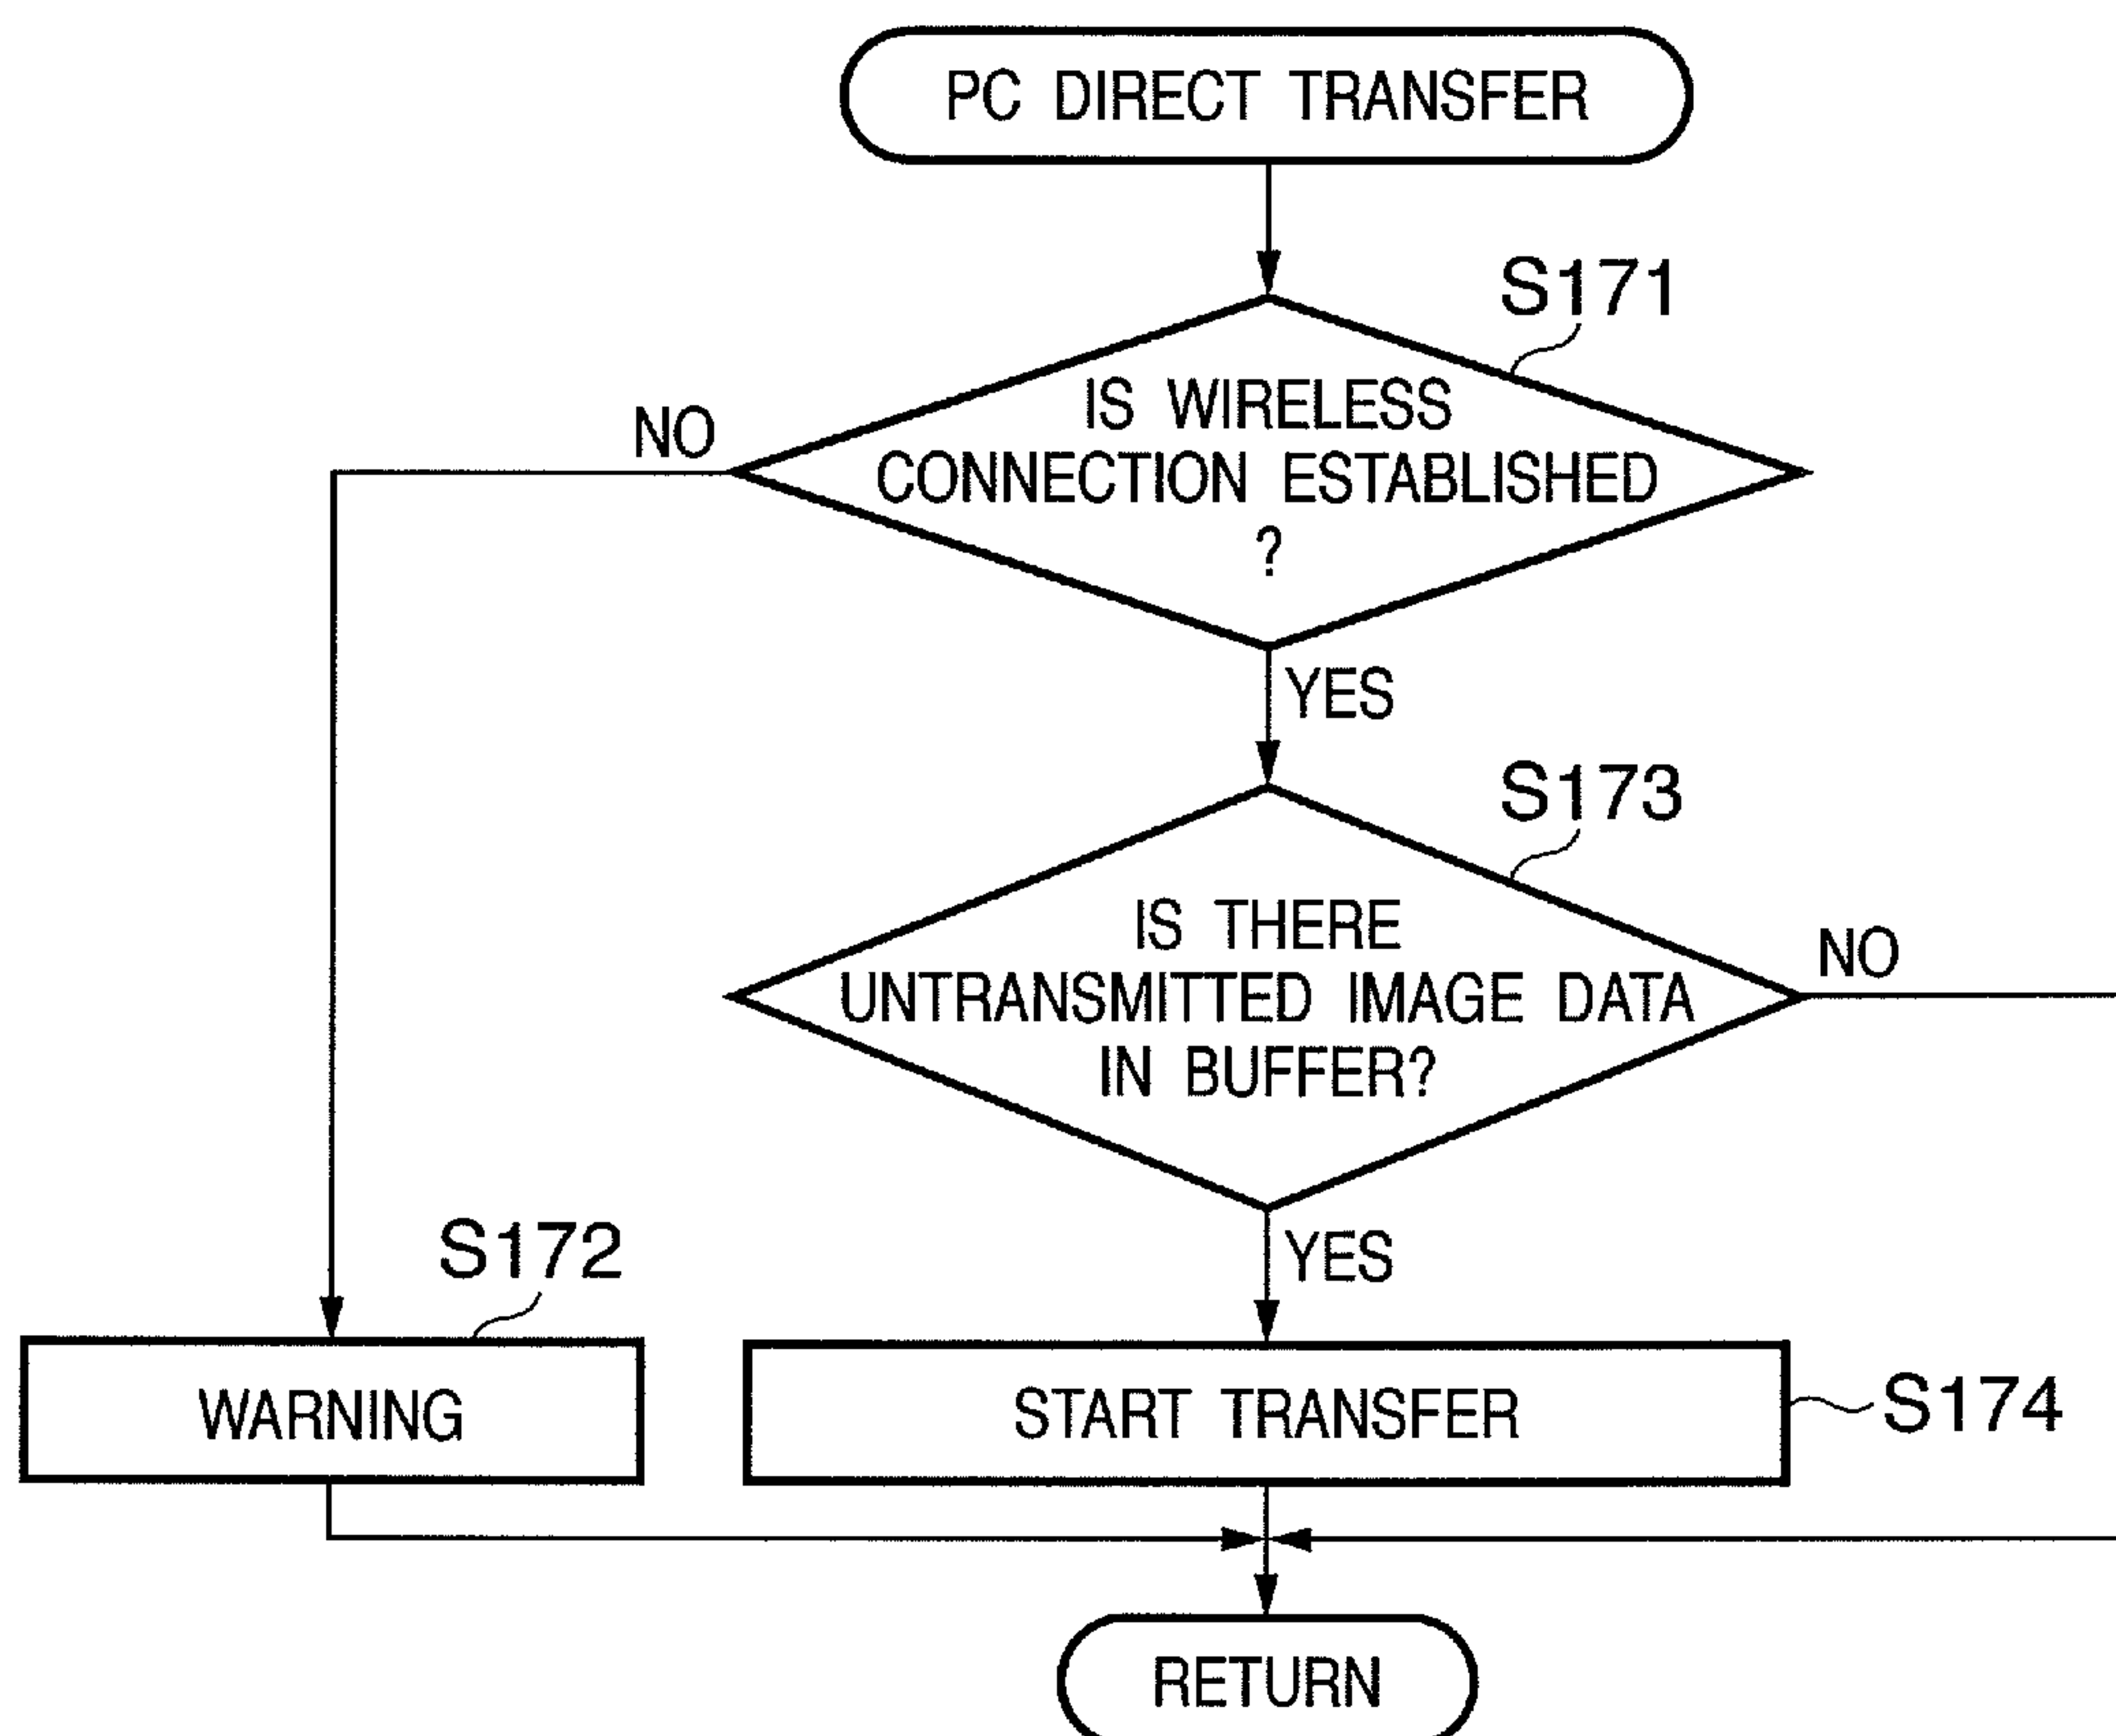 PC DIRECT TRANSFER
S171
IS WIRELESS
CONNECTION ESTABLISHED
?
NO
YES
S173
IS THERE
UNTRANSMITTED IMAGE DATA
IN BUFFER?
NO
YES
S172
WARNING
START TRANSFER
S174
RETURN